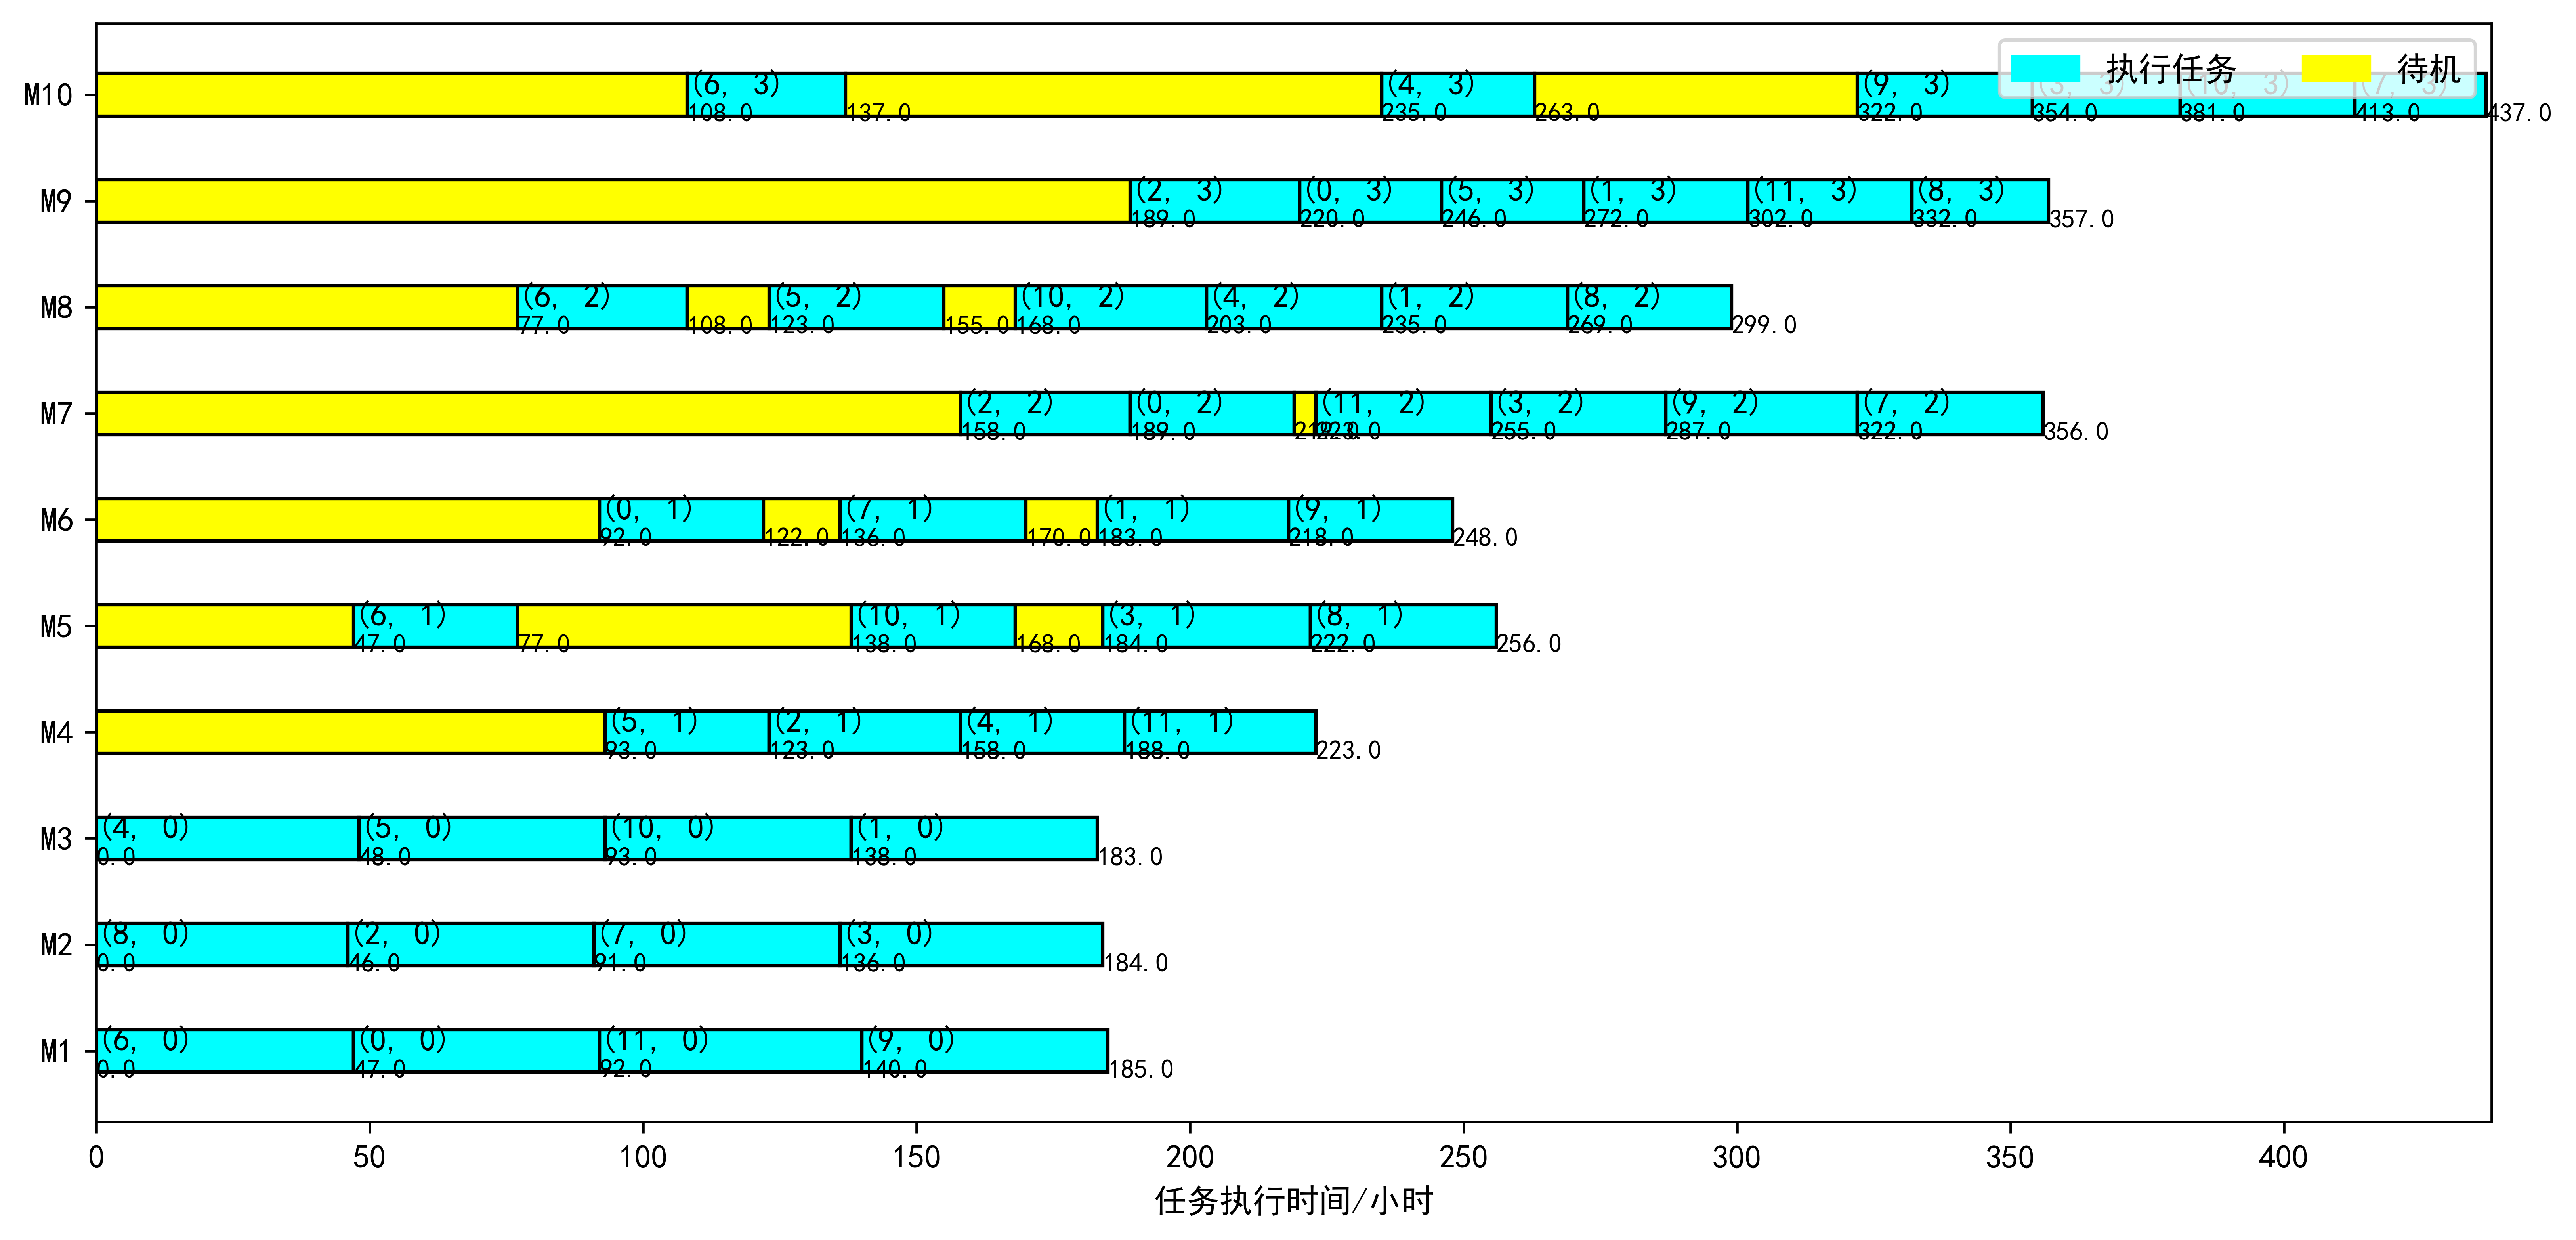 执行任务 待机
M10 (6, 3) (4, 3) (9, 3) (3, 3) (10, 3) (7, 3)
108.0 137.0 235.0 263.0 322.0 354.0 381.0 413.0 437.0
M9 (2, 3) (0, 3) (5, 3) (1, 3) (11, 3) (8, 3)
189.0 220.0 246.0 272.0 302.0 332.0 357.0
M8 (6, 2) (5, 2) (10, 2) (4, 2) (1, 2) (8, 2)
77.0 108.0 123.0 155.0 168.0 203.0 235.0 269.0 299.0
M7 (2, 2) (0, 2) (11, 2) (3, 2) (9, 2) (7, 2)
158.0 189.0 219.0 223.0 255.0 287.0 322.0 356.0
M6 (0, 1) (7, 1) (1, 1) (9, 1)
92.0 122.0 136.0 170.0 183.0 218.0 248.0
M5 (6, 1) (10, 1) (3, 1) (8, 1)
47.0 77.0 138.0 168.0 184.0 222.0 256.0
M4 (5, 1) (2, 1) (4, 1) (11, 1)
93.0 123.0 158.0 188.0 223.0
M3 (4, 0) (5, 0) (10, 0) (1, 0)
0.0 48.0 93.0 138.0 183.0
M2 (8, 0) (2, 0) (7, 0) (3, 0)
0.0 46.0 91.0 136.0 184.0
M1 (6, 0) (0, 0) (11, 0) (9, 0)
0.0 47.0 92.0 140.0 185.0
0 50 100 150 200 250 300 350 400
任务执行时间/小时